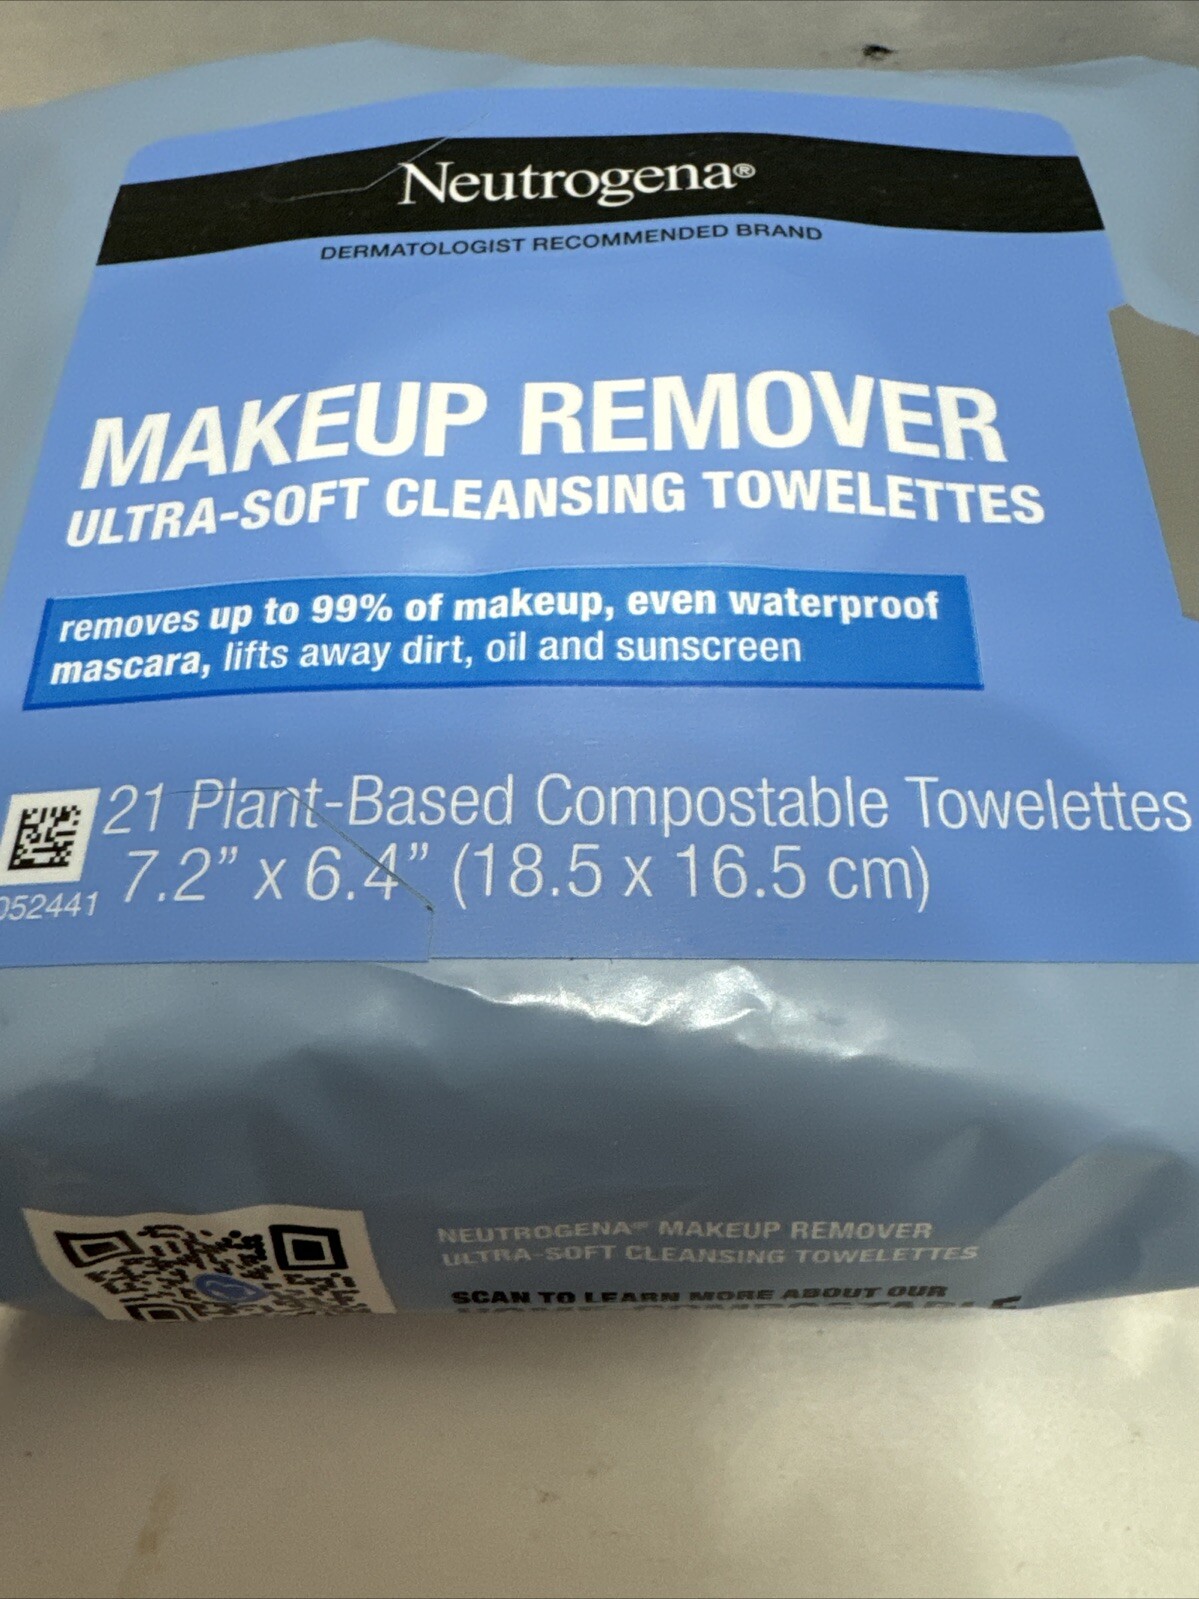 Neutrogena®
DERMATOLOGIST RECOMMENDED BRAND
MAKEUP REMOVER
ULTRA-SOFT CLEANSING TOWELETTES
removes up to 99% of makeup, even waterproof
mascara, lifts away dirt, oil and sunscreen
21 Plant-Based Compostable Towelettes
7.2” x 6.4” (18.5 x 16.5 cm)
052441
NEUTROGENA® MAKEUP REMOVER
ULTRA-SOFT CLEANSING TOWELETTES
SCAN TO LEARN MORE ABOUT OUR